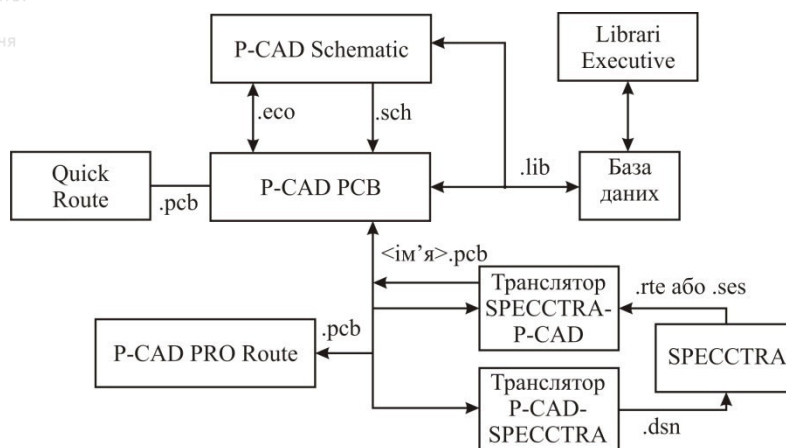 ня
P-CAD Schematic
Librari
Executive
.eco
.sch
Quick
Route
.pcb
P-CAD PCB
.lib
База
даних
<ім’я>.pcb
Транслятор
SPECCTRA-
P-CAD
.rte або .ses
.pcb
P-CAD PRO Route
SPECCTRA
Транслятор
P-CAD-
SPECCTRA
.dsn